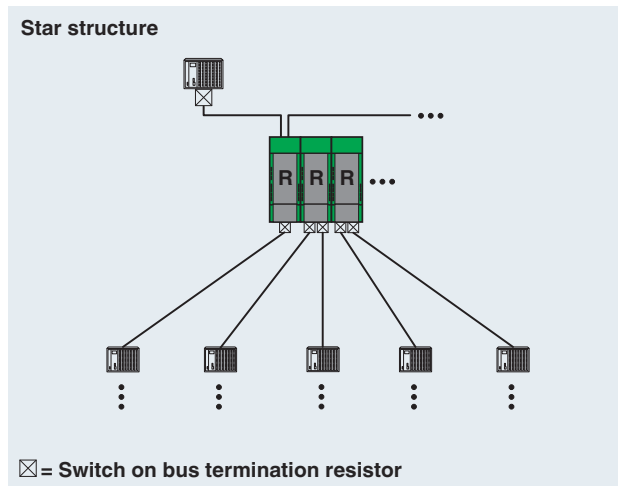 Star structure
R R R
= Switch on bus termination resistor